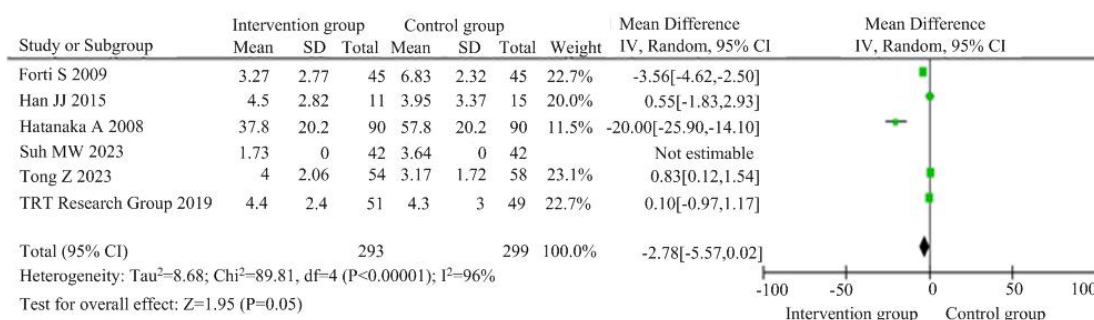 Intervention group Control group Mean Difference Mean Difference
Study or Subgroup Mean SD Total Mean SD Total Weight IV, Random, 95% CI IV, Random, 95% CI
Forti S 2009 3.27 2.77 45 6.83 2.32 45 22.7% -3.56[-4.62,-2.50]
Han JJ 2015 4.5 2.82 11 3.95 3.37 15 20.0% 0.55[-1.83,2.93]
Hatanaka A 2008 37.8 20.2 90 57.8 20.2 90 11.5% -20.00[-25.90,-14.10]
Suh MW 2023 1.73 0 42 3.64 0 42 Not estimable
Tong Z 2023 4 2.06 54 3.17 1.72 58 23.1% 0.83[0.12,1.54]
TRT Research Group 2019 4.4 2.4 51 4.3 3 49 22.7% 0.10[-0.97,1.17]
Total (95% CI) 293 299 100.0% -2.78[-5.57,0.02]
Heterogeneity: Tau²=8.68; Chi²=89.81, df=4 (P<0.00001); I²=96%
-100 -50 0 50 100
Test for overall effect: Z=1.95 (P=0.05)
Intervention group Control group